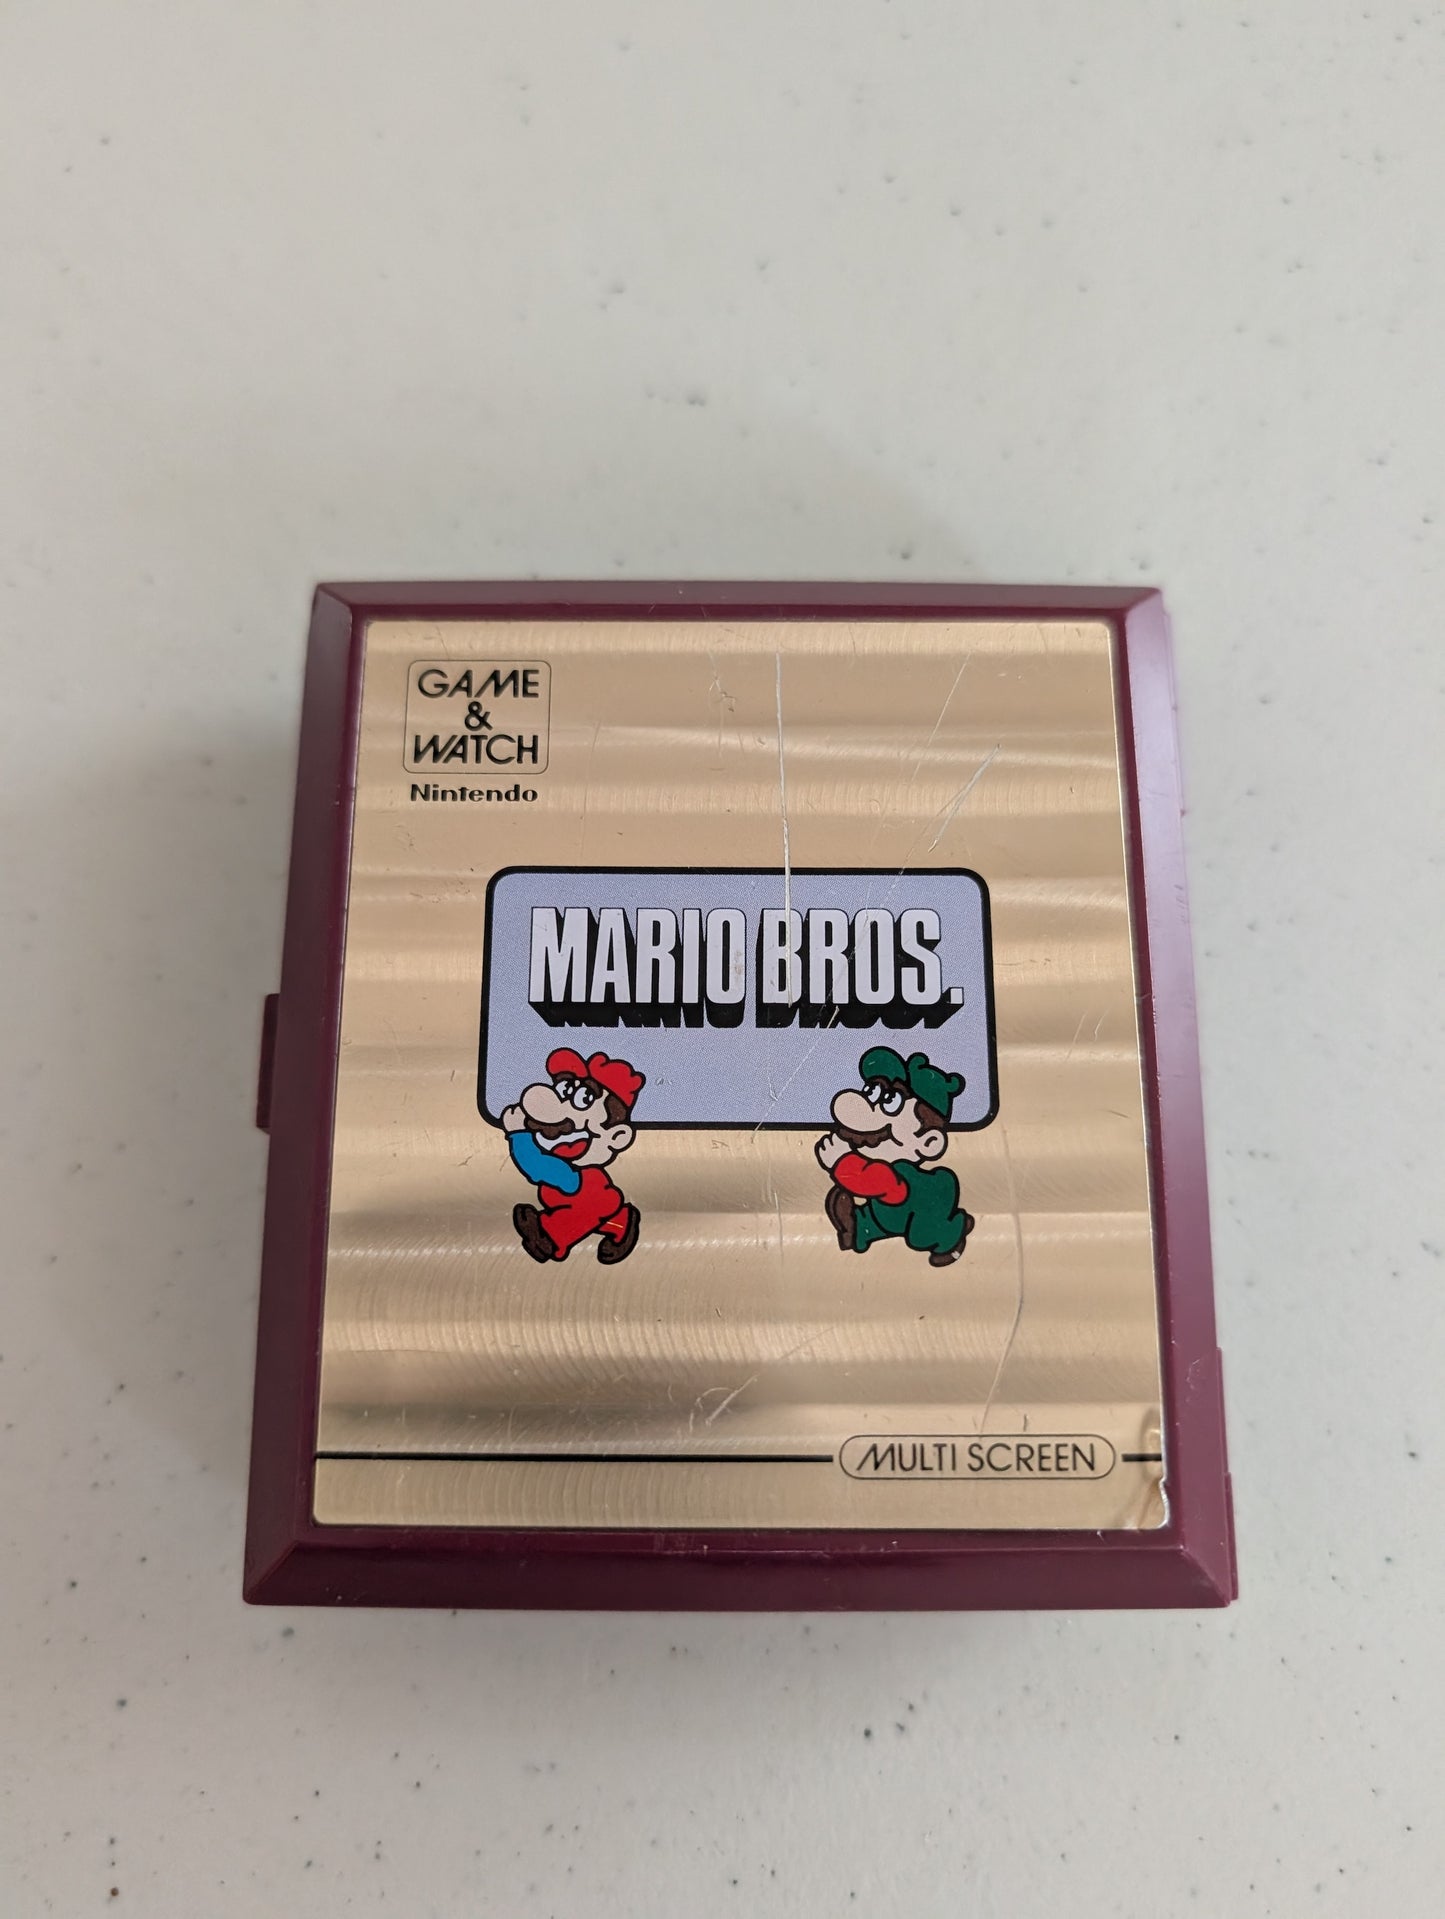 GAME
&
WATCH
Nintendo
MARIO BROS.
MULTI SCREEN